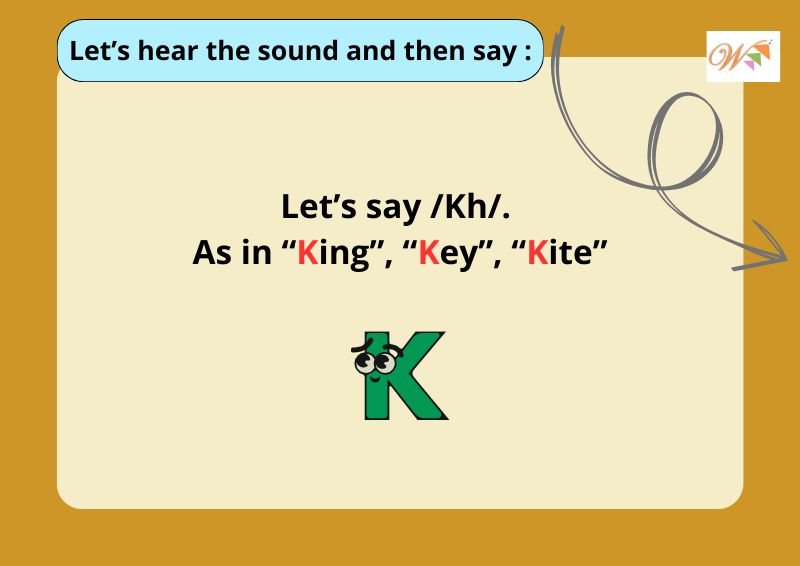 Let’s hear the sound and then say :
W
Let’s say /Kh/.
As in “King”, “Key”, “Kite”
K